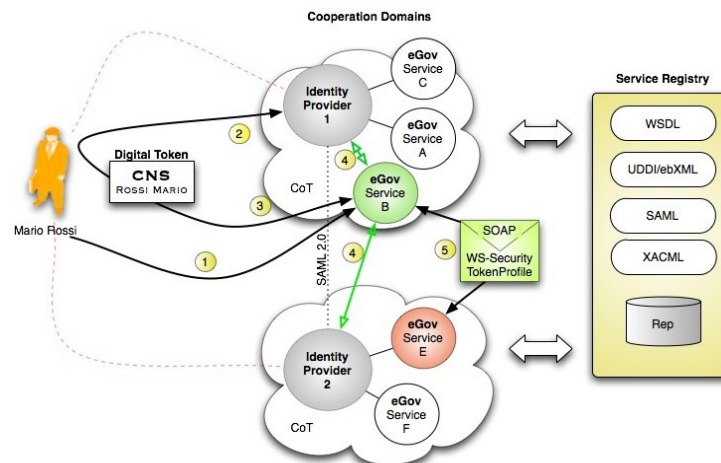 Cooperation Domains
eGov
Service
C
Identity
Provider
1
eGov
Service
A
2
Digital Token
CNS
ROSSI MARIO
4
CoT
eGov
Service
B
3
Mario Rossi
1
SAML 2.0
4
5
SOAP
WS-Security
TokenProfile
eGov
Service
E
Identity
Provider
2
eGov
Service
F
CoT
Service Registry
WSDL
UDDI/ebXML
SAML
XACML
Rep